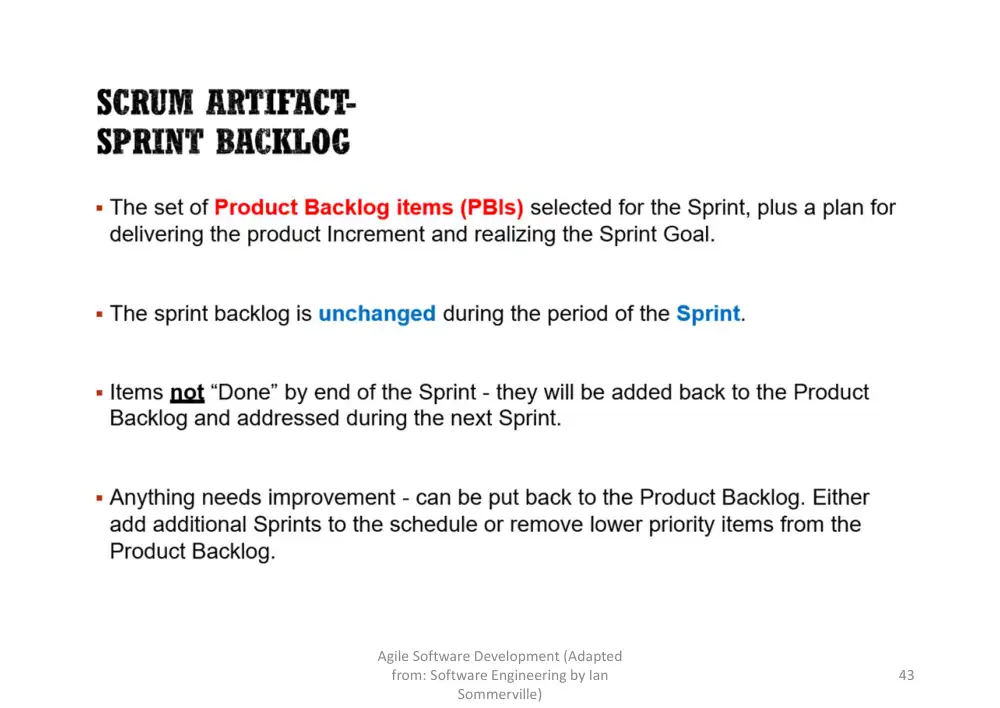 SCRUM ARTIFACT-
SPRINT BACKLOG
▪ The set of Product Backlog items (PBIs) selected for the Sprint, plus a plan for
delivering the product Increment and realizing the Sprint Goal.
▪ The sprint backlog is unchanged during the period of the Sprint.
▪ Items not “Done” by end of the Sprint - they will be added back to the Product
Backlog and addressed during the next Sprint.
▪ Anything needs improvement - can be put back to the Product Backlog. Either
add additional Sprints to the schedule or remove lower priority items from the
Product Backlog.
Agile Software Development (Adapted
from: Software Engineering by Ian
Sommerville)
43